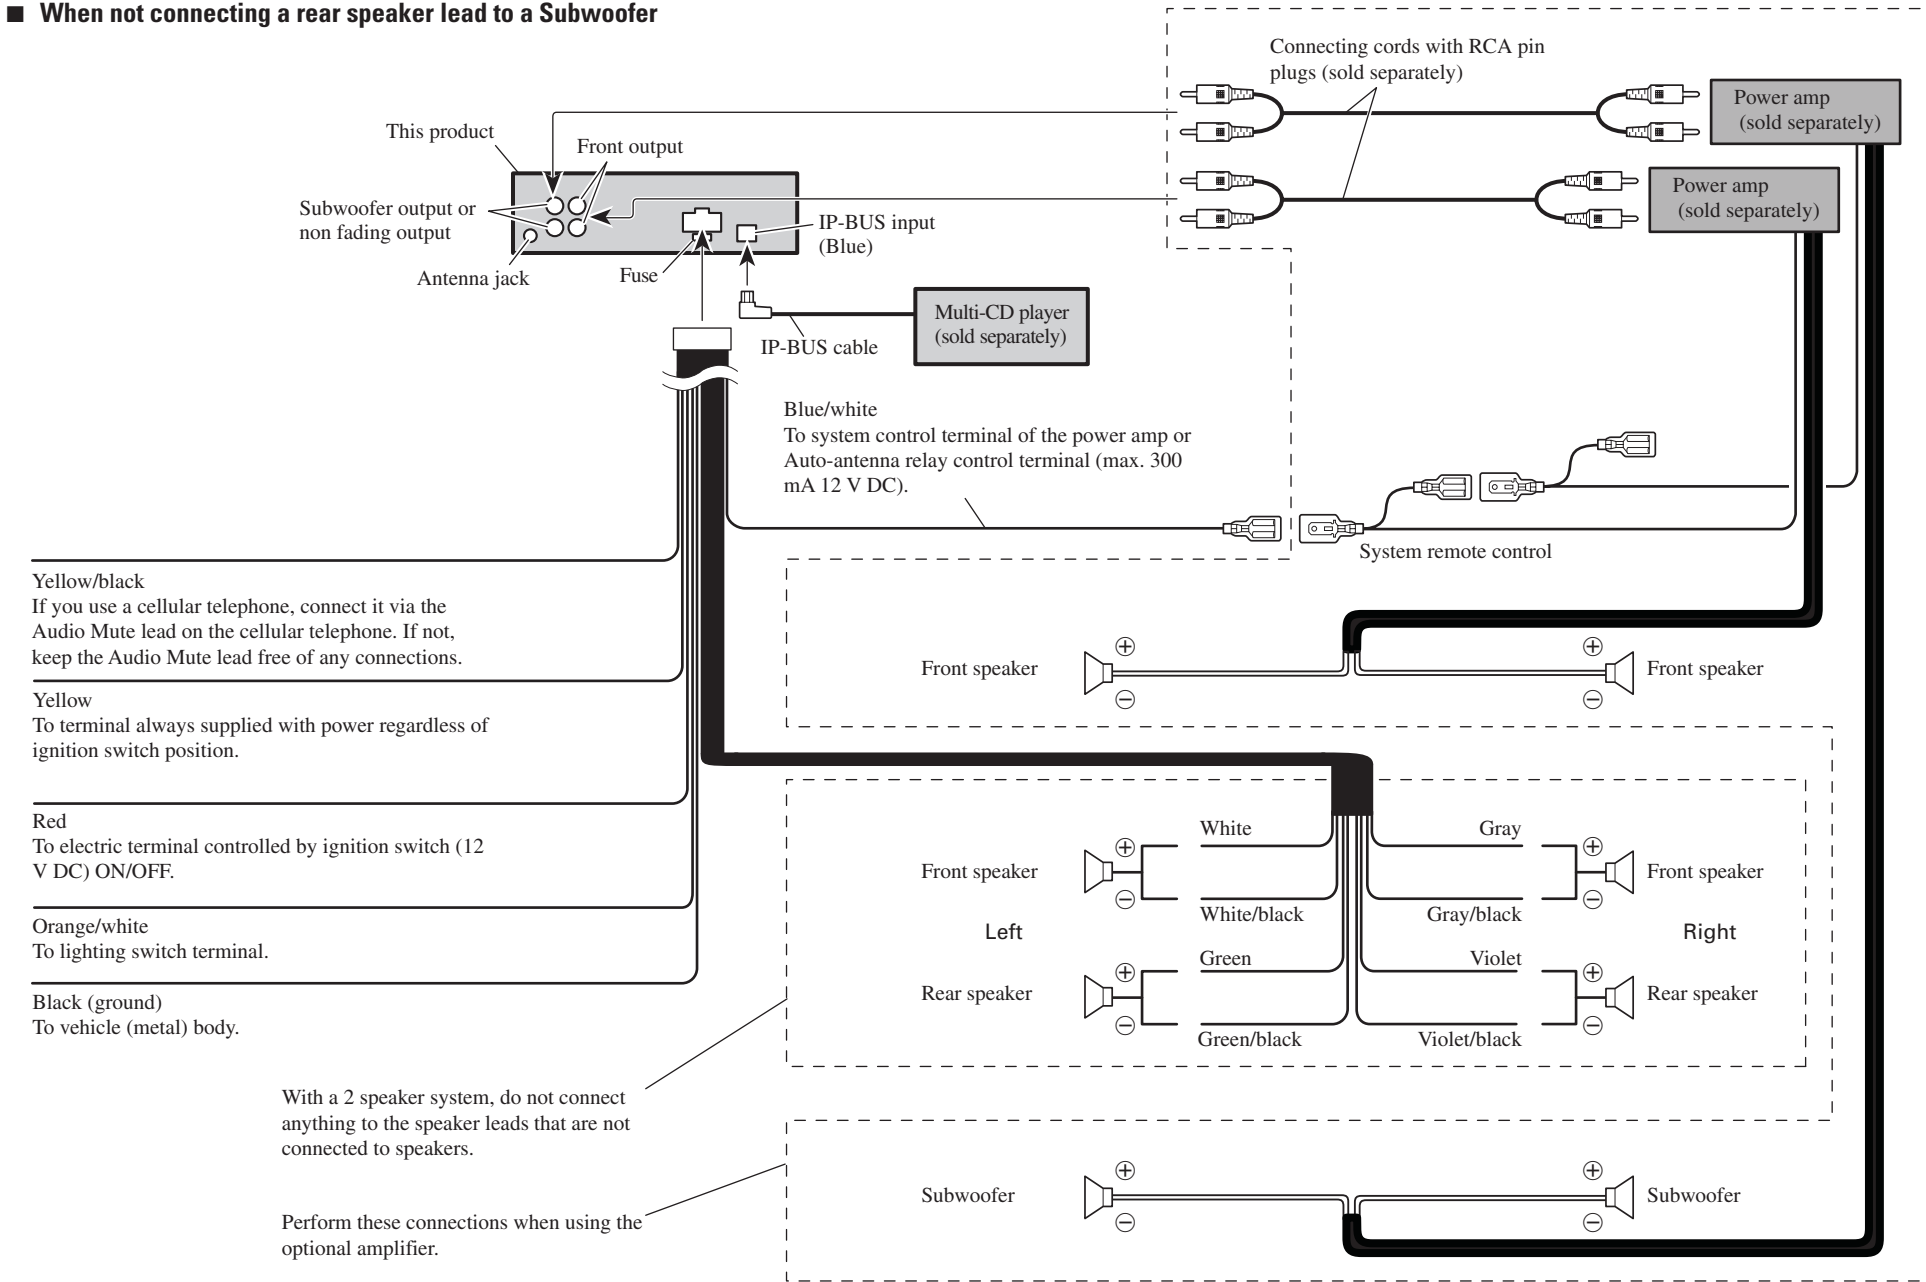 ■ When not connecting a rear speaker lead to a Subwoofer
Connecting cords with RCA pin
plugs (sold separately)
Power amp
(sold separately)
This product
Front output
Power amp
(sold separately)
Subwoofer output or
non fading output
IP-BUS input
(Blue)
Antenna jack
Fuse
Multi-CD player
(sold separately)
IP-BUS cable
Blue/white
To system control terminal of the power amp or
Auto-antenna relay control terminal (max. 300
mA 12 V DC).
System remote control
Yellow/black
If you use a cellular telephone, connect it via the
Audio Mute lead on the cellular telephone. If not,
keep the Audio Mute lead free of any connections.
⊕ ⊕
Front speaker Front speaker
⊖ ⊖
Yellow
To terminal always supplied with power regardless of
ignition switch position.
Red
To electric terminal controlled by ignition switch (12
V DC) ON/OFF.
White Gray
⊕ ⊕
Front speaker Front speaker
⊖ ⊖
White/black Gray/black
Left Right
Orange/white
To lighting switch terminal.
Green Violet
⊕ ⊕
Rear speaker Rear speaker
⊖ ⊖
Green/black Violet/black
Black (ground)
To vehicle (metal) body.
With a 2 speaker system, do not connect
anything to the speaker leads that are not
connected to speakers.
⊕ ⊕
Subwoofer Subwoofer
⊖ ⊖
Perform these connections when using the
optional amplifier.